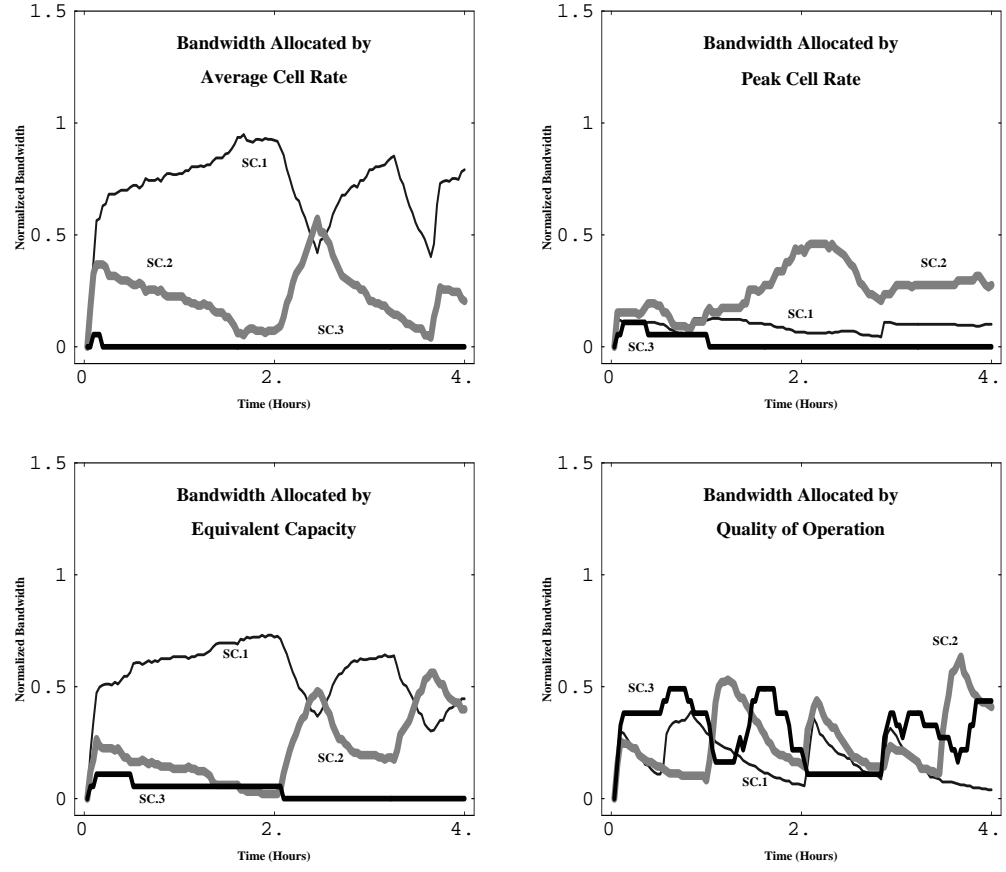 1.5
Bandwidth Allocated by
Average Cell Rate
1
SC.1
Normalized Bandwidth
0.5
SC.2
SC.3
0
0
2.
4.
Time (Hours)
1.5
Bandwidth Allocated by
Peak Cell Rate
1
Normalized Bandwidth
0.5
SC.2
SC.1
0
SC.3
0
2.
4.
Time (Hours)
1.5
Bandwidth Allocated by
Equivalent Capacity
1
Normalized Bandwidth
SC.1
0.5
SC.2
0
SC.3
0
2.
4.
Time (Hours)
1.5
Bandwidth Allocated by
Quality of Operation
1
Normalized Bandwidth
SC.2
SC.3
0.5
SC.1
0
0
2.
4.
Time (Hours)